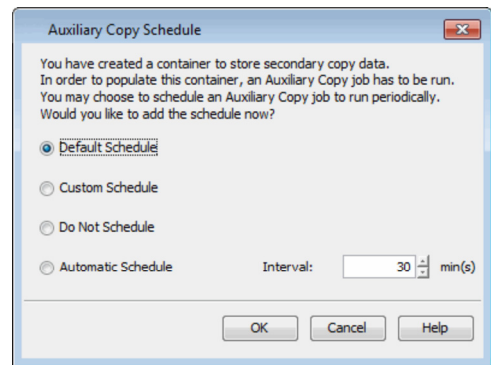 Auxiliary Copy Schedule
You have created a container to store secondary copy data.
In order to populate this container, an Auxiliary Copy job has to be run.
You may choose to schedule an Auxiliary Copy job to run periodically.
Would you like to add the schedule now?
Default Schedule
Custom Schedule
Do Not Schedule
Automatic Schedule Interval: 30 min(s)
OK Cancel Help